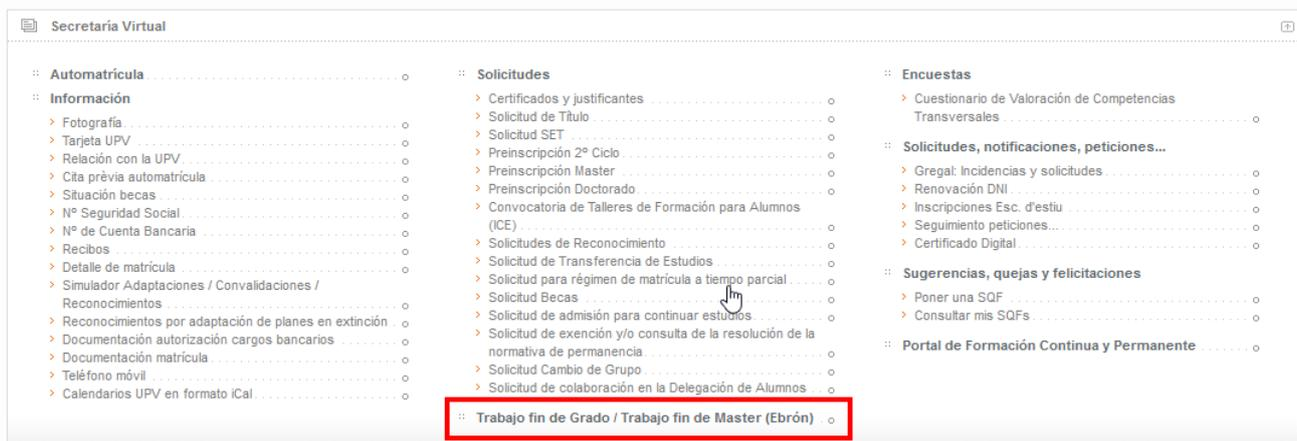 Secretaría Virtual
Automatrícula
Información
Fotografía
Tarjeta UPV
Relación con la UPV
Cita prèvia automatrícula
Situación becas
Nº Seguridad Social
Nº de Cuenta Bancaria
Recibos
Detalle de matrícula
Simulador Adaptaciones / Convalidaciones /
Reconocimientos
Reconocimientos por adaptación de planes en extinción
Documentación autorización cargos bancarios
Documentación matrícula
Teléfono móvil
Calendarios UPV en formato iCal
Solicitudes
Certificados y justificantes
Solicitud de Título
Solicitud SET
Preinscripción 2º Ciclo
Preinscripción Master
Preinscripción Doctorado
Convocatoria de Talleres de Formación para Alumnos
(ICE)
Solicitudes de Reconocimiento
Solicitud de Transferencia de Estudios
Solicitud para régimen de matrícula a tiempo parcial
Solicitud Becas
Solicitud de admisión para continuar estudios
Solicitud de exención y/o consulta de la resolución de la
normativa de permanencia
Solicitud Cambio de Grupo
Solicitud de colaboración en la Delegación de Alumnos
Trabajo fin de Grado / Trabajo fin de Master (Ebrón)
Encuestas
Cuestionario de Valoración de Competencias
Transversales
Solicitudes, notificaciones, peticiones...
Gregal: Incidencias y solicitudes
Renovación DNI
Inscripciones Esc. d'estiu
Seguimiento peticiones...
Certificado Digital
Sugerencias, quejas y felicitaciones
Poner una SQF
Consultar mis SQFs
Portal de Formación Continua y Permanente